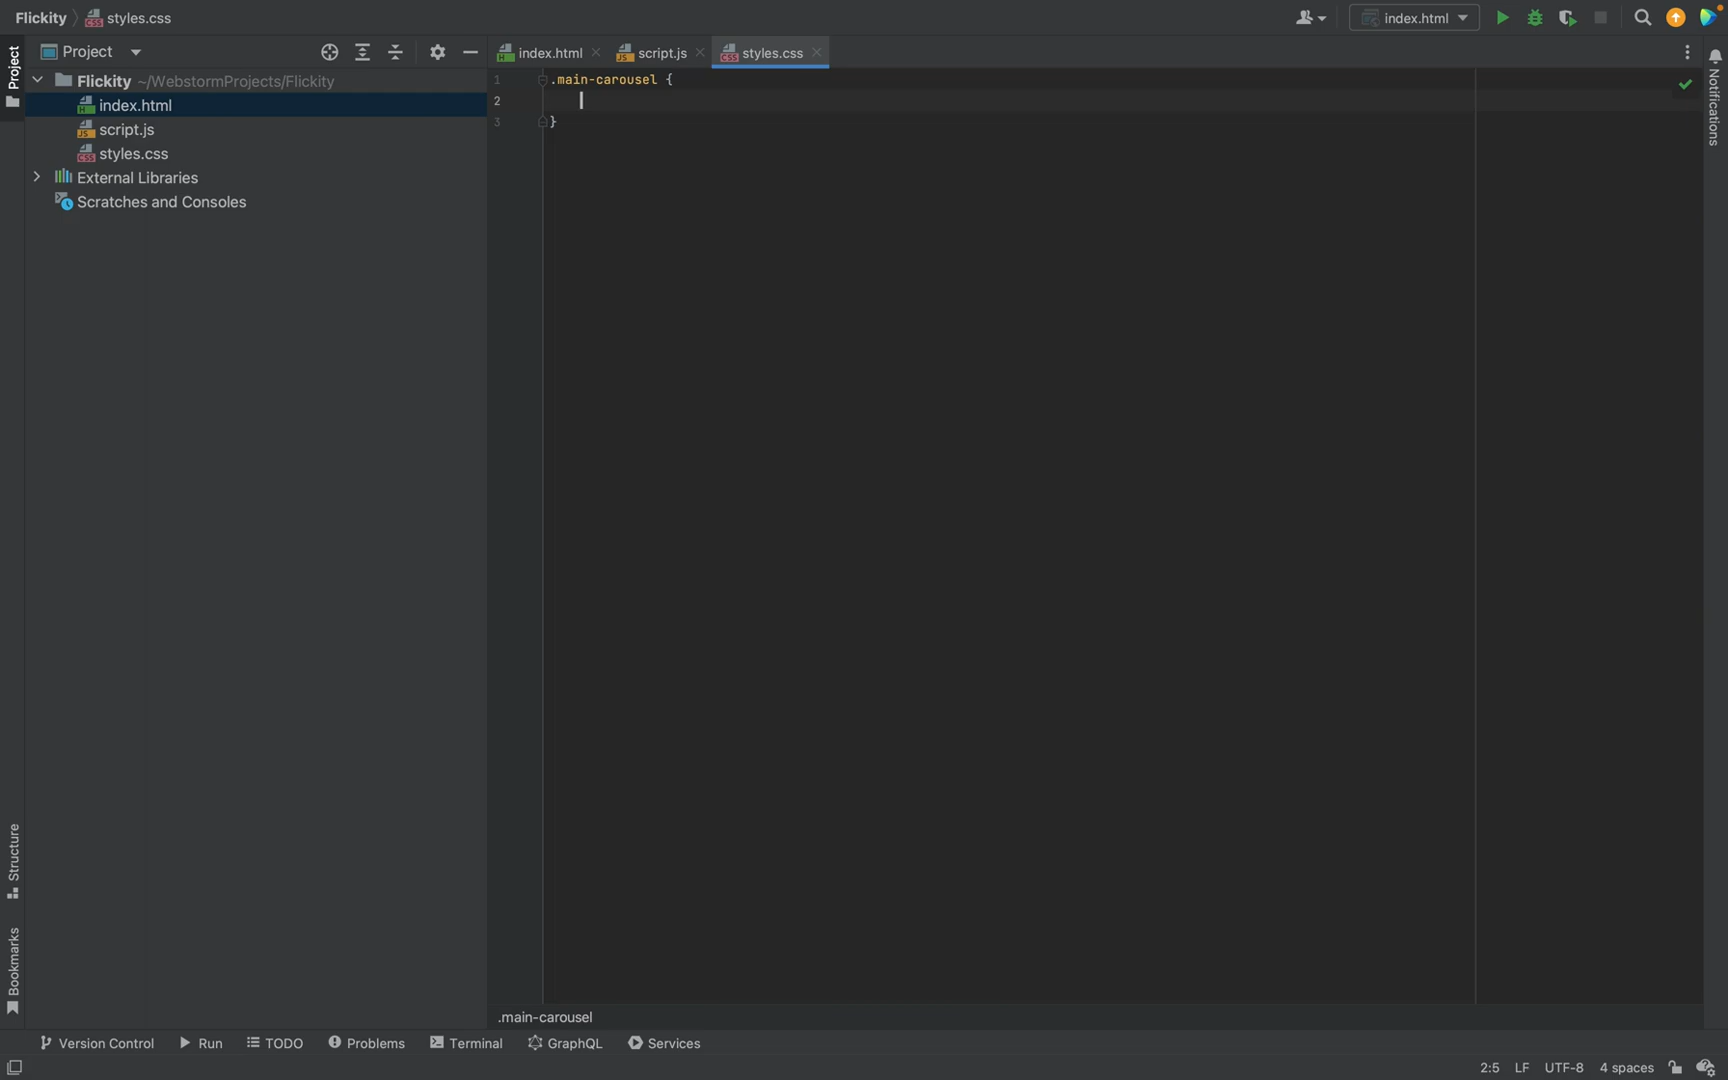 Flickity
styles.css
index.html
Project
Project
index.html
script.js
styles.css
Notifications
Flickity ~/WebstormProjects/Flickity
index.html
script.js
styles.css
External Libraries
Scratches and Consoles
1 .main-carousel {
2
3 }
Structure
Bookmarks
.main-carousel
Version Control
Run
TODO
Problems
Terminal
GraphQL
Services
2:5
LF
UTF-8
4 spaces